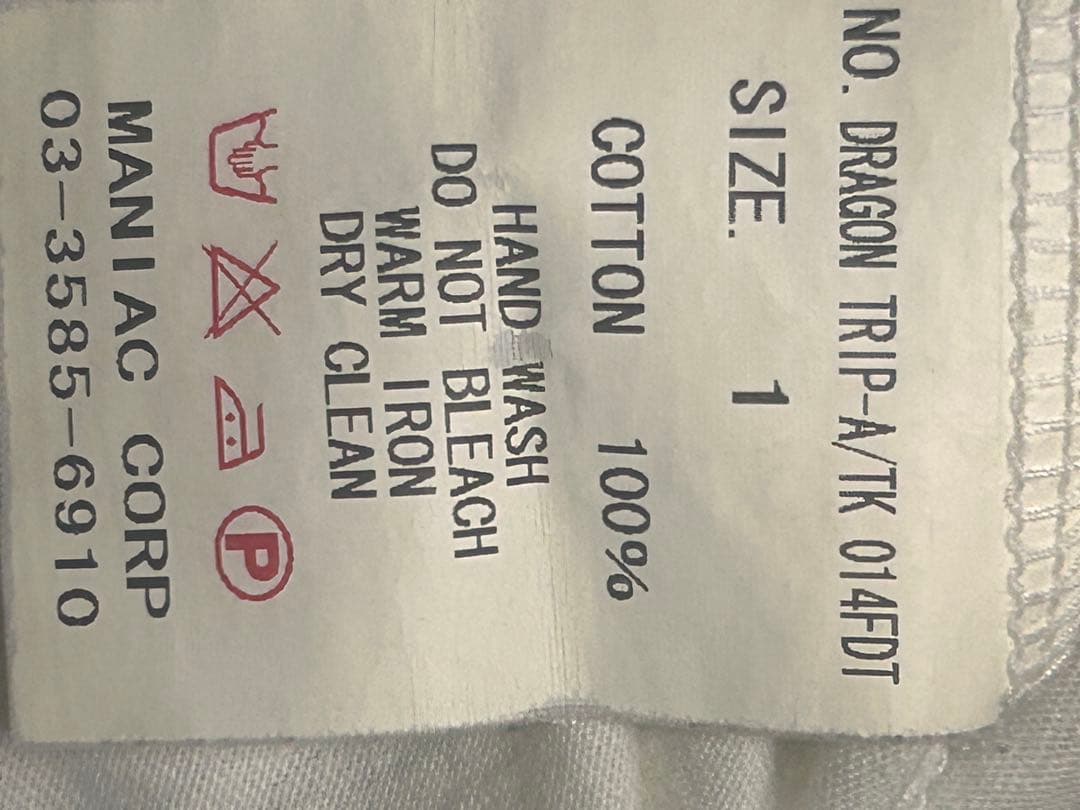 NO. DRAGON TRIP-A/TK 014FDT
SIZE. 1
COTTON 100%
HAND WASH
DO NOT BLEACH
WARM IRON
DRY CLEAN
P
MANIAC CORP
03-3585-6910